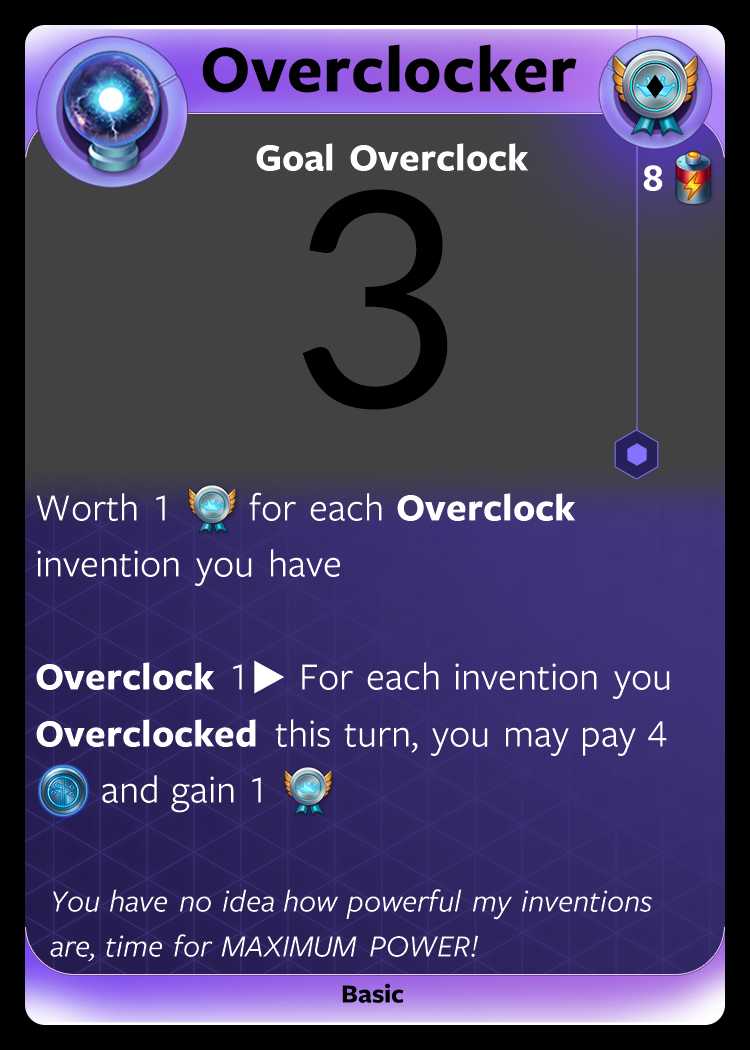 Overclocker
Goal Overclock
8
3
Worth 1 for each Overclock
invention you have
Overclock 1▶ For each invention you
Overclocked this turn, you may pay 4
and gain 1
You have no idea how powerful my inventions
are, time for MAXIMUM POWER!
Basic